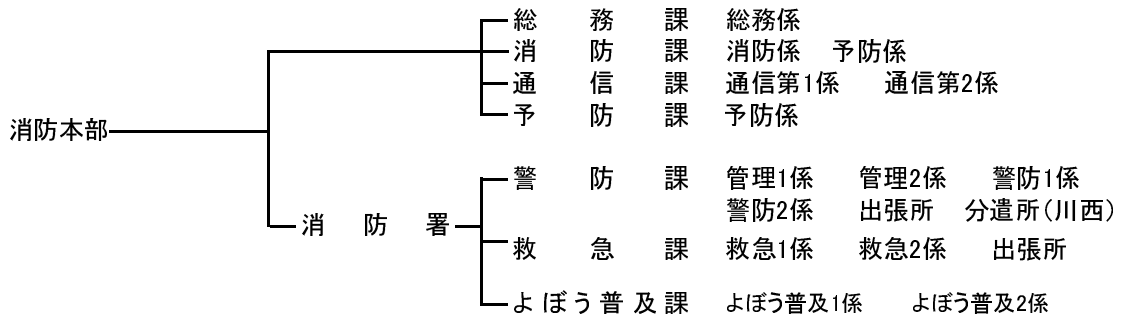 総務課 総務係
消防課 消防係 予防係
通信課 通信第1係 通信第2係
予防課 予防係
消防本部
警防課 管理1係 管理2係 警防1係
警防2係 出張所 分遣所(川西)
消防署
救急課 救急1係 救急2係 出張所
よぼう普及課 よぼう普及1係 よぼう普及2係